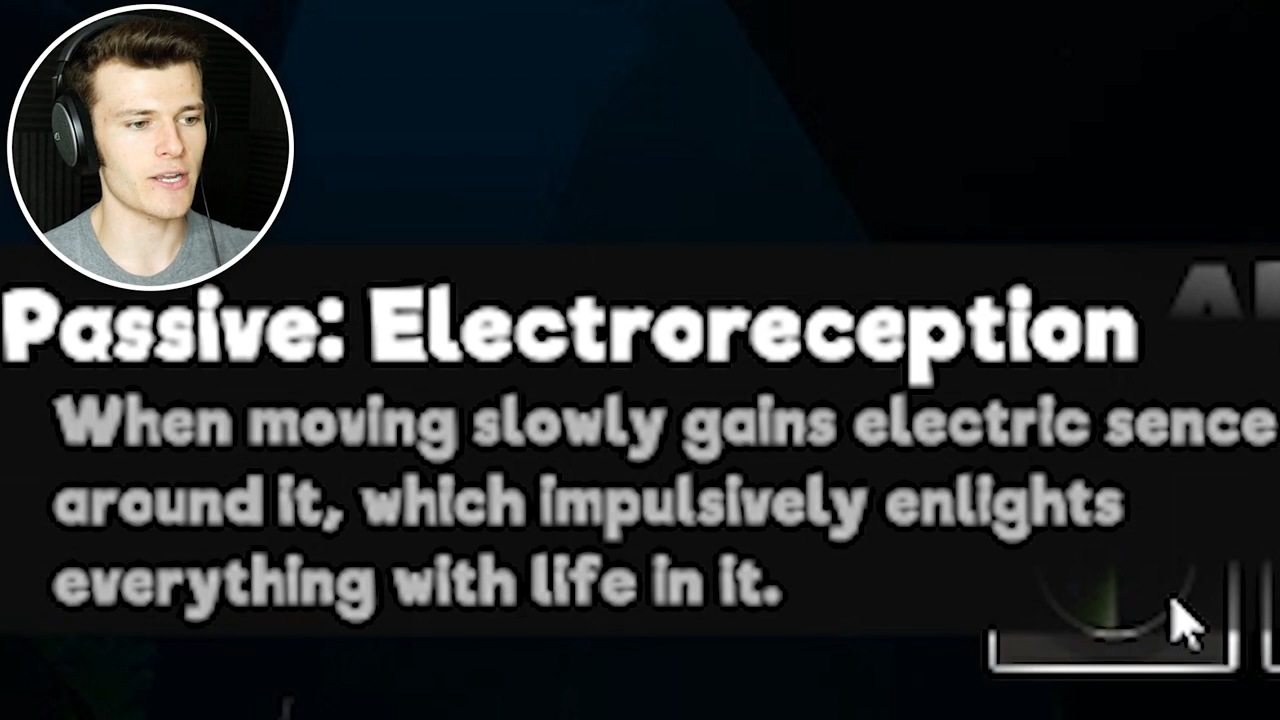 Passive: Electroreception
When moving slowly gains electric sence
around it, which impulsively enlights
everything with life in it.